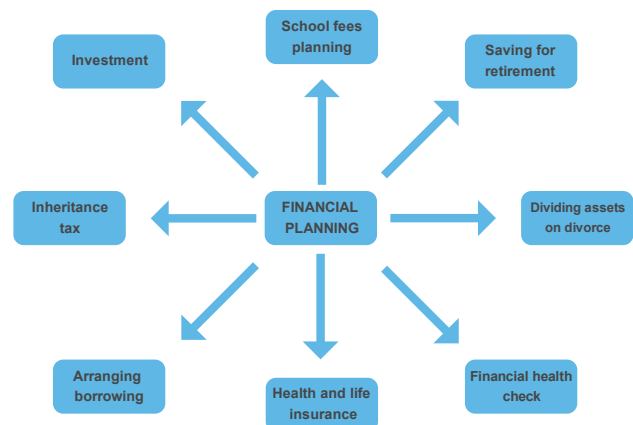 School fees
planning
Investment
Saving for
retirement
Inheritance
tax
FINANCIAL
PLANNING
Dividing assets
on divorce
Arranging
borrowing
Health and life
insurance
Financial health
check